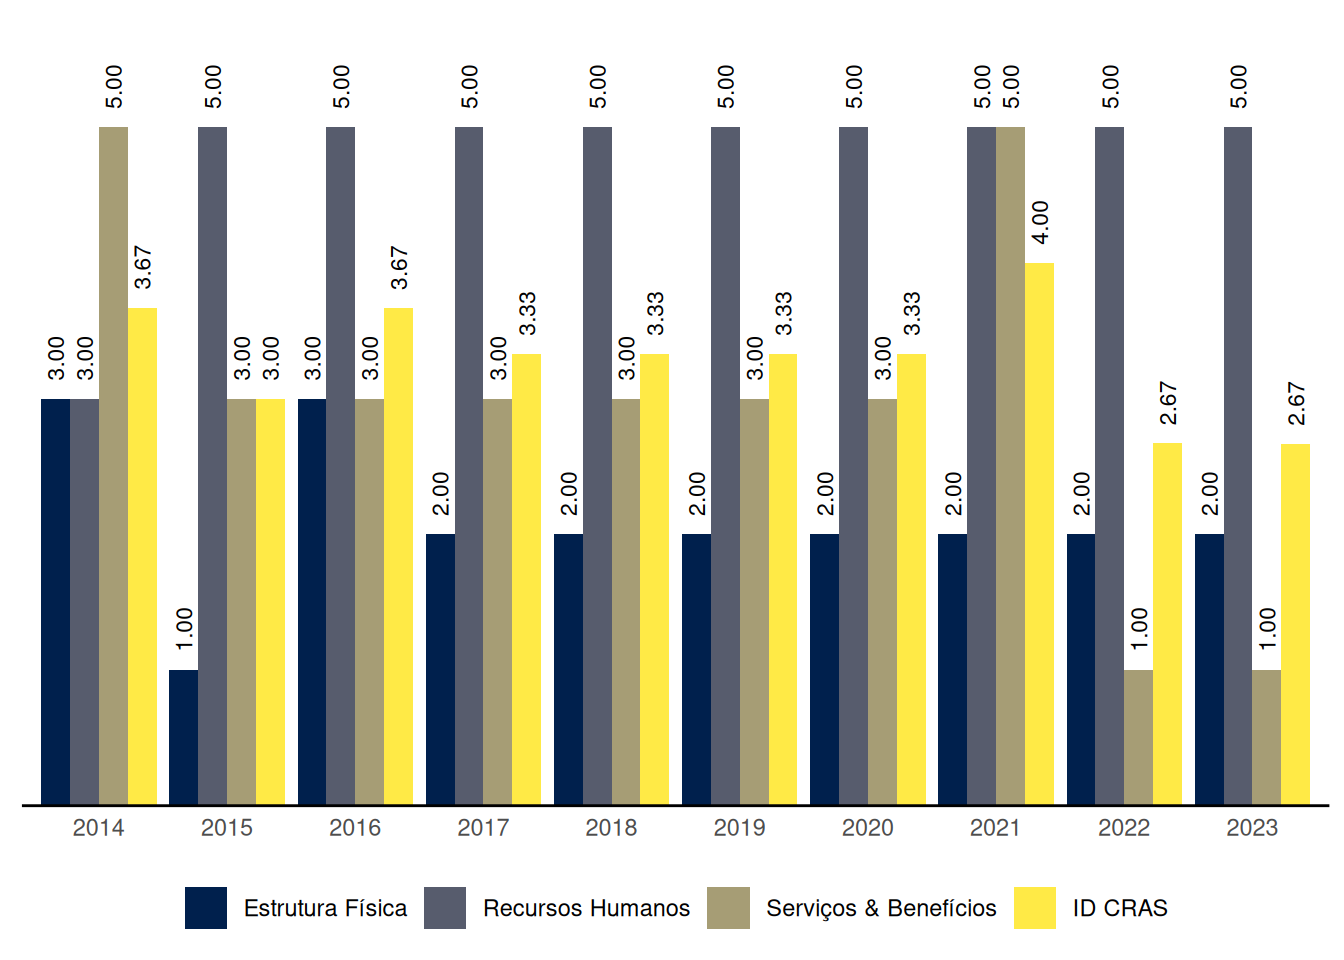 5.00 5.00 5.00 5.00 5.00 5.00 5.00 5.00 5.00 5.00 5.00
4.00
3.67 3.67
3.33 3.33 3.33 3.33
3.00 3.00 3.00 3.00 3.00 3.00 3.00 3.00 3.00 3.00
2.67 2.67
2.00 2.00 2.00 2.00 2.00 2.00 2.00
1.00 1.00 1.00
2014 2015 2016 2017 2018 2019 2020 2021 2022 2023
Estrutura Física Recursos Humanos Serviços & Benefícios ID CRAS